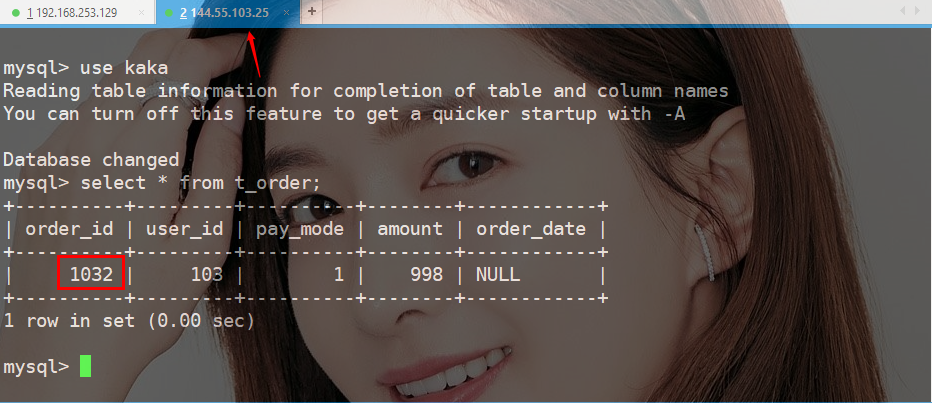 1 192.168.253.129 × 2 144.55.103.25 × +
mysql> use kaka
Reading table information for completion of table and column names
You can turn off this feature to get a quicker startup with -A
Database changed
mysql> select * from t_order;
+----------+---------+----------+--------+------------+
| order_id | user_id | pay_mode | amount | order_date |
+----------+---------+----------+--------+------------+
|     1032 |     103 |        1 |    998 | NULL       |
+----------+---------+----------+--------+------------+
1 row in set (0.00 sec)
mysql>